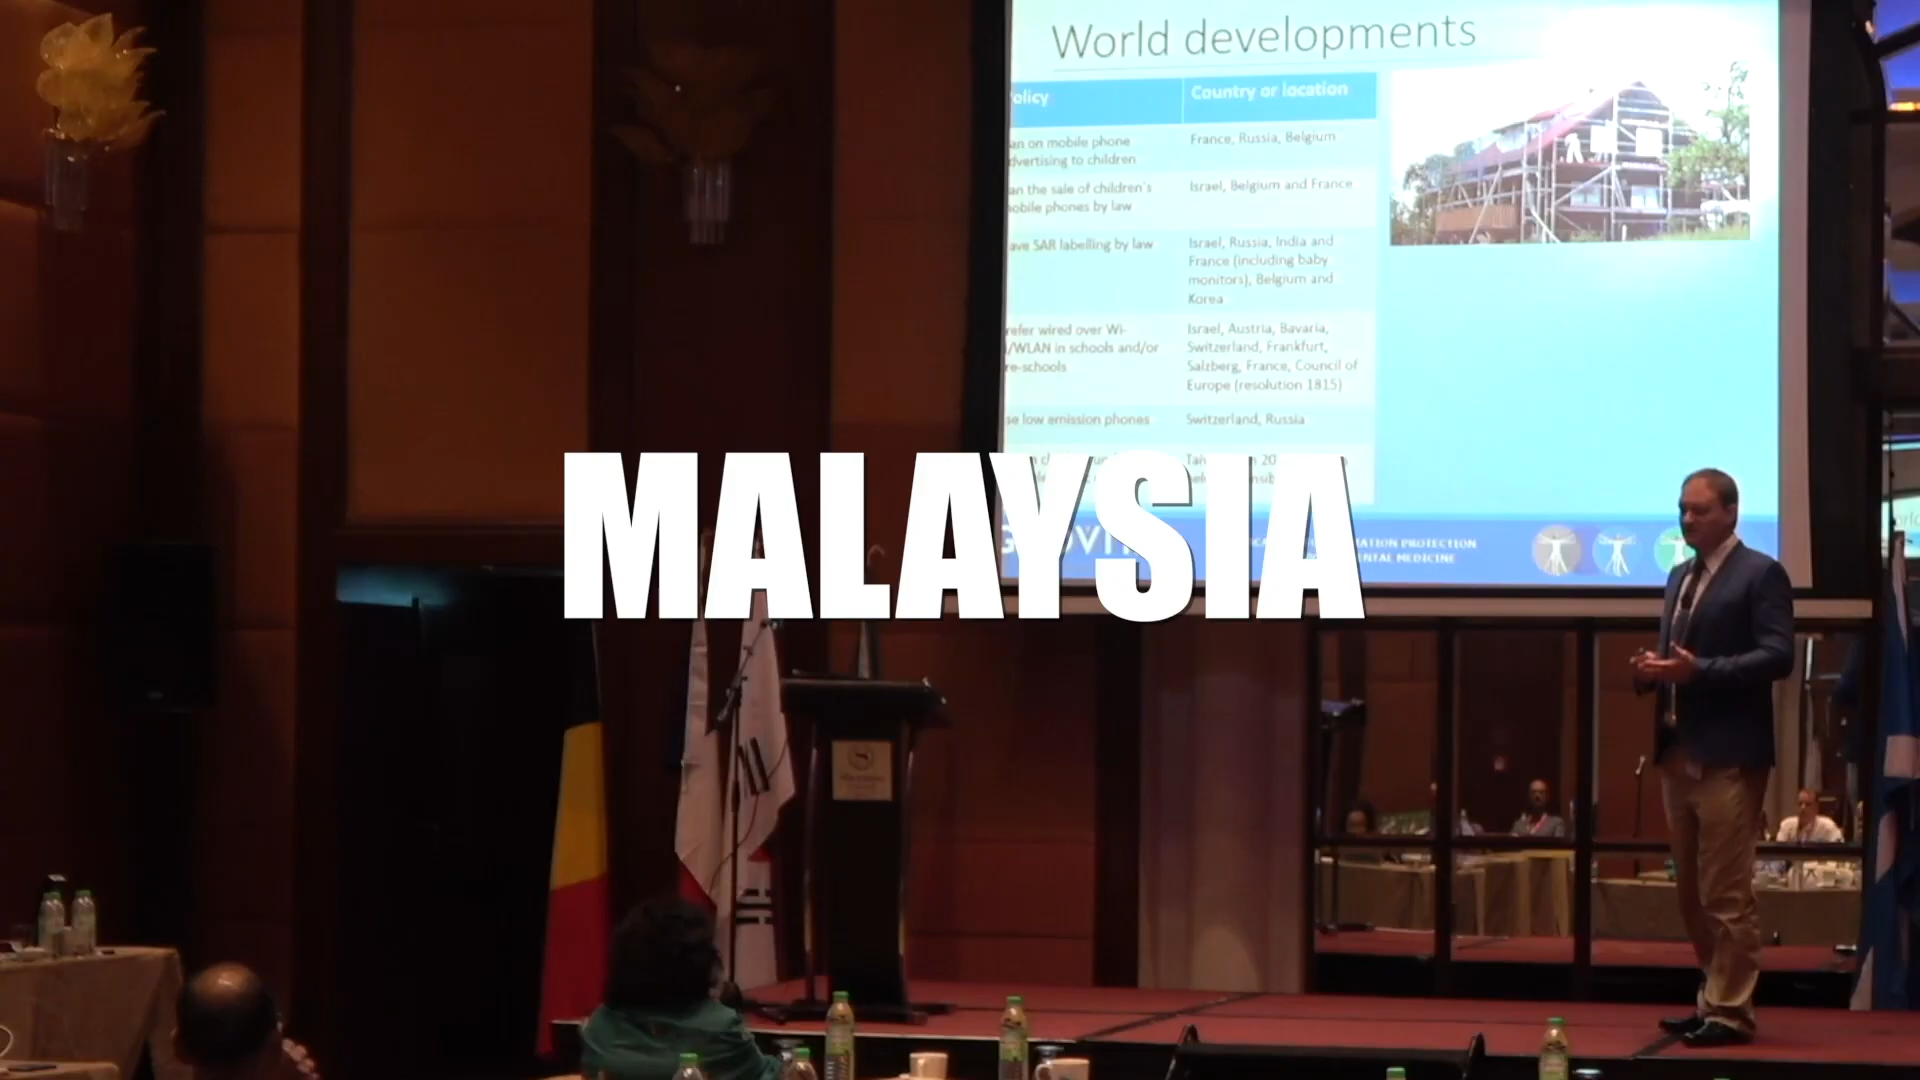 World developments
Country or location
an on mobile phone
France, Russia, Belgium
dvertising to children
an the sale of children's
Israel, Belgium and France
obile phones by law
ave SAR labelling by law
Israel, Russia, India and
France (including baby
monitors), Belgium and
Korea
refer wired over Wi-
/WLAN in schools and/or
re-schools
Israel, Austria, Bavaria,
Switzerland, Frankfurt,
Salzberg, France, Council of
Europe (resolution 1815)
se low emission phones
Switzerland, Russia
MALAYSIA
PROTECTION
MEDICINE